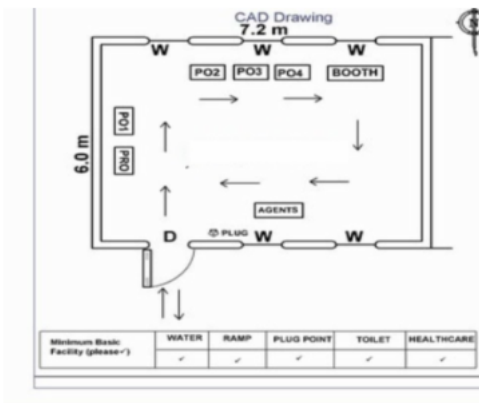 CAD Drawing
7.2 m
N
W W W
PO2 PO3 PO4 BOOTH
PO1
6.0 m
PRO
AGENTS
D PLUG W W
Minimum Basic WATER RAMP PLUG POINT TOILET HEALTHCARE
Facility (please✓) ✓ ✓ ✓ ✓ ✓